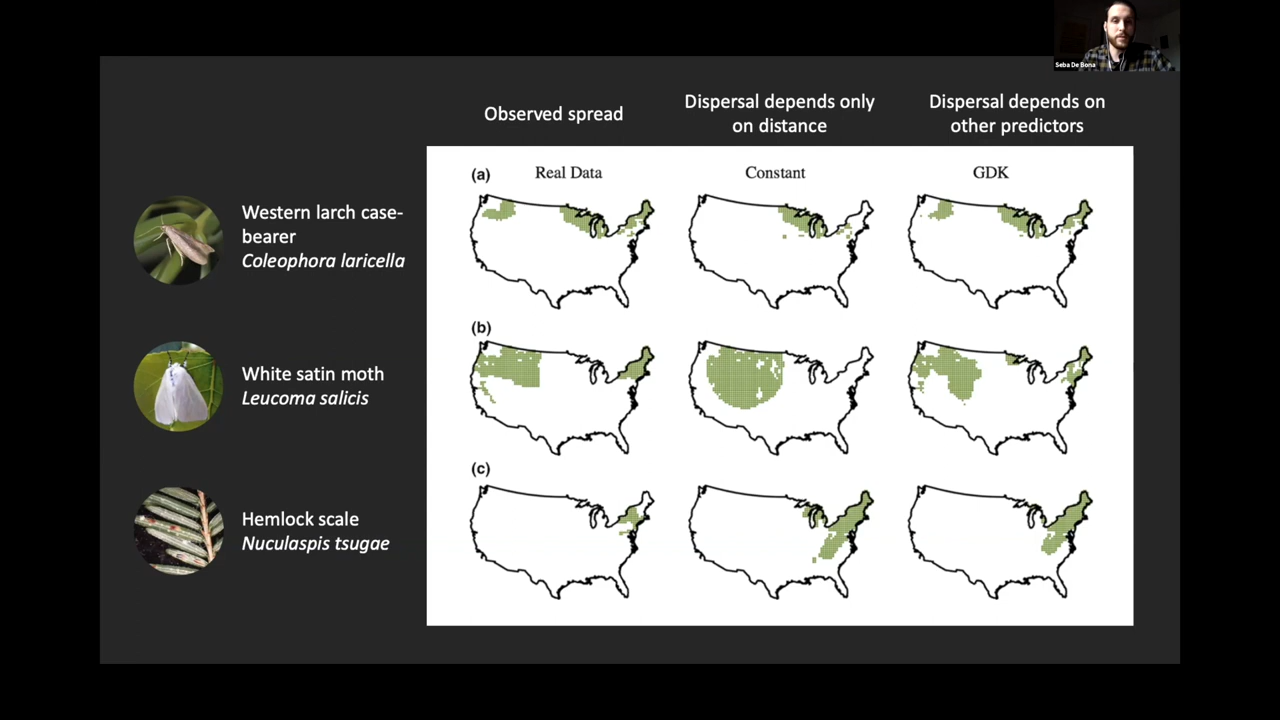 Seba De Bona
Observed spread
Dispersal depends only
on distance
Dispersal depends on
other predictors
(a)
Real Data
Constant
GDK
Western larch case-
bearer
Coleophora laricella
(b)
White satin moth
Leucoma salicis
(c)
Hemlock scale
Nuculaspis tsugae